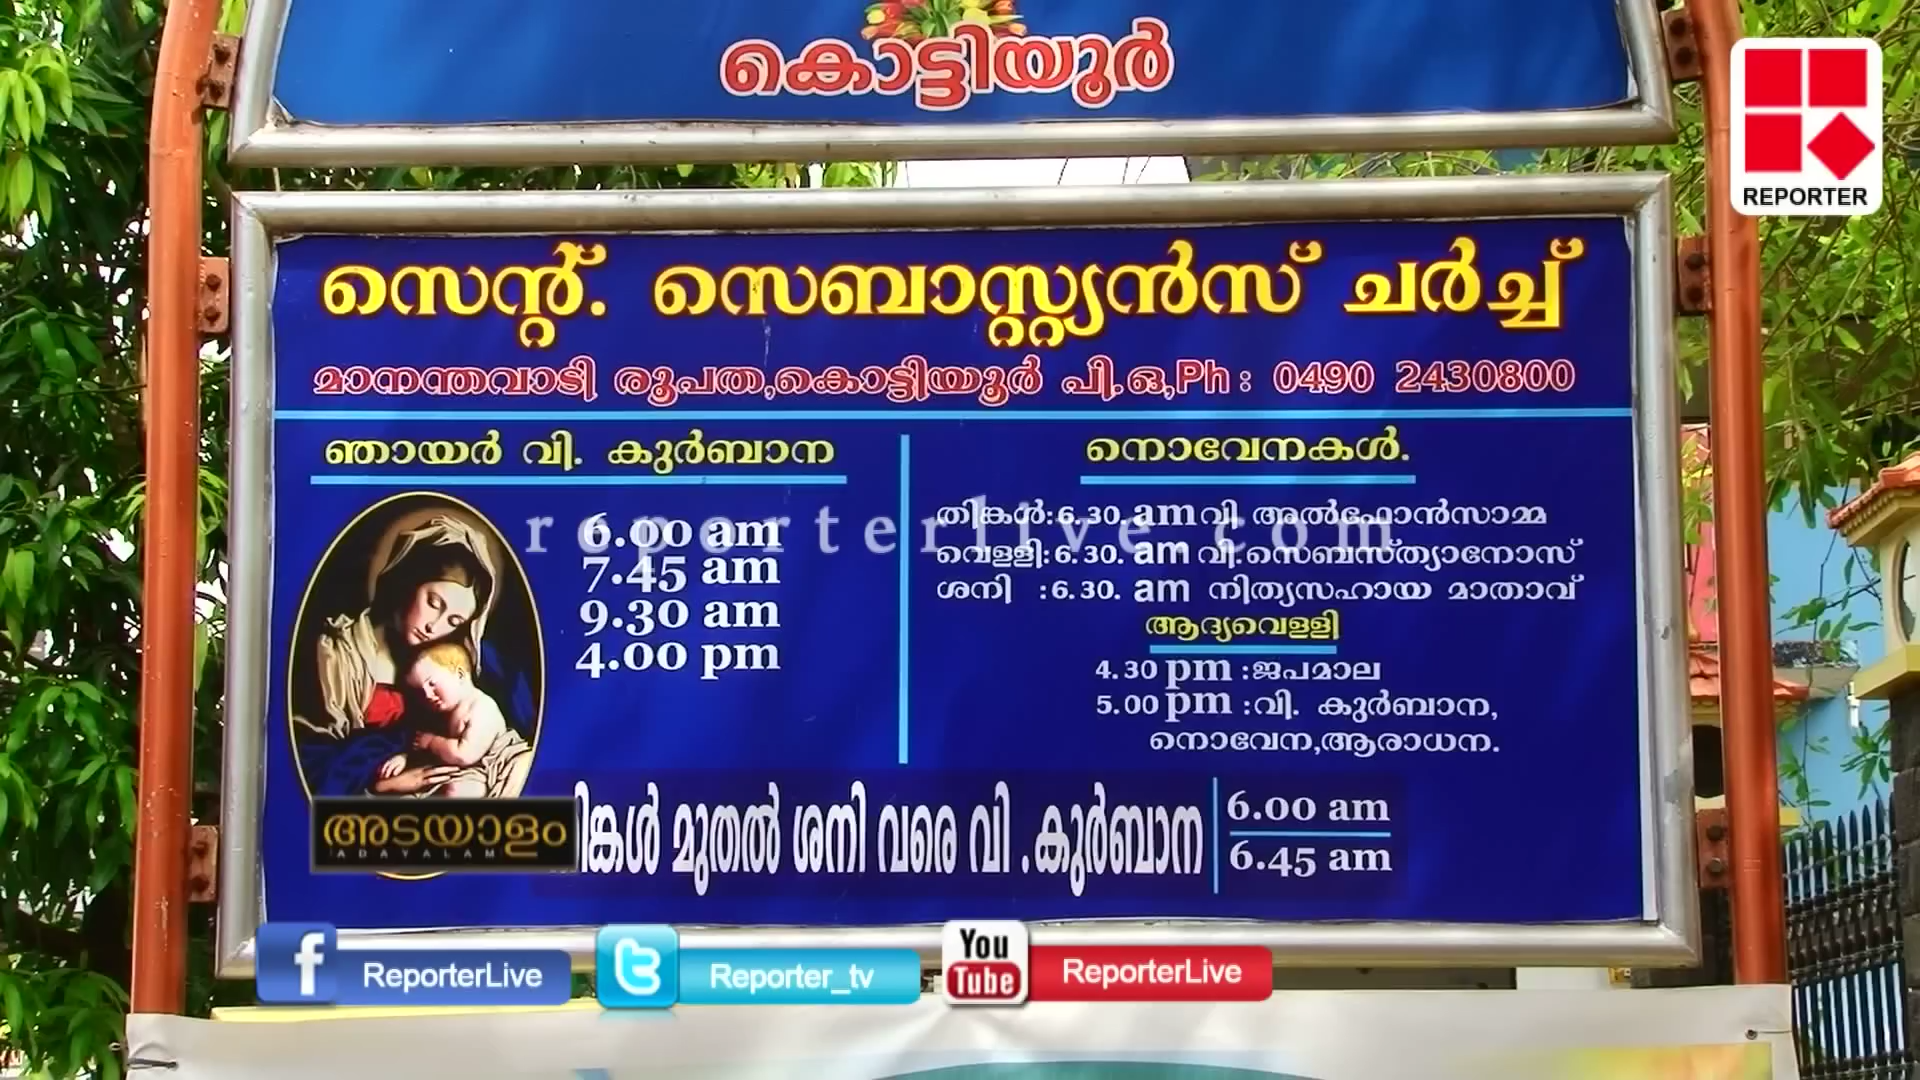 കൊട്ടിയൂർ
REPORTER
സെന്റ്. സെബാസ്റ്റ്യൻസ് ചർച്ച്
മാനന്തവാടി രൂപത,കൊട്ടിയൂർ പി.ഒ,Ph : 0490 2430800
ഞായർ വി. കുർബാന
6.00 am
7.45 am
9.30 am
4.00 pm
നൊവേനകൾ.
തിങ്കൾ:6.30.am വി. അൽഫോൻസാമ്മ
വെള്ളി:6.30. am വി.സെബസ്ത്യാനോസ്
ശനി :6.30. am നിത്യസഹായ മാതാവ്
ആദ്യവെള്ളി
4.30 pm :ജപമാല
5.00 pm :വി. കുർബാന,
നൊവേന,ആരാധന.
reporterlive.com
മുതൽ ശനി വരെ വി .കുർബാന
6.00 am
6.45 am
അടയാളം
ADAYALAM
f ReporterLive
t Reporter_tv
You Tube ReporterLive